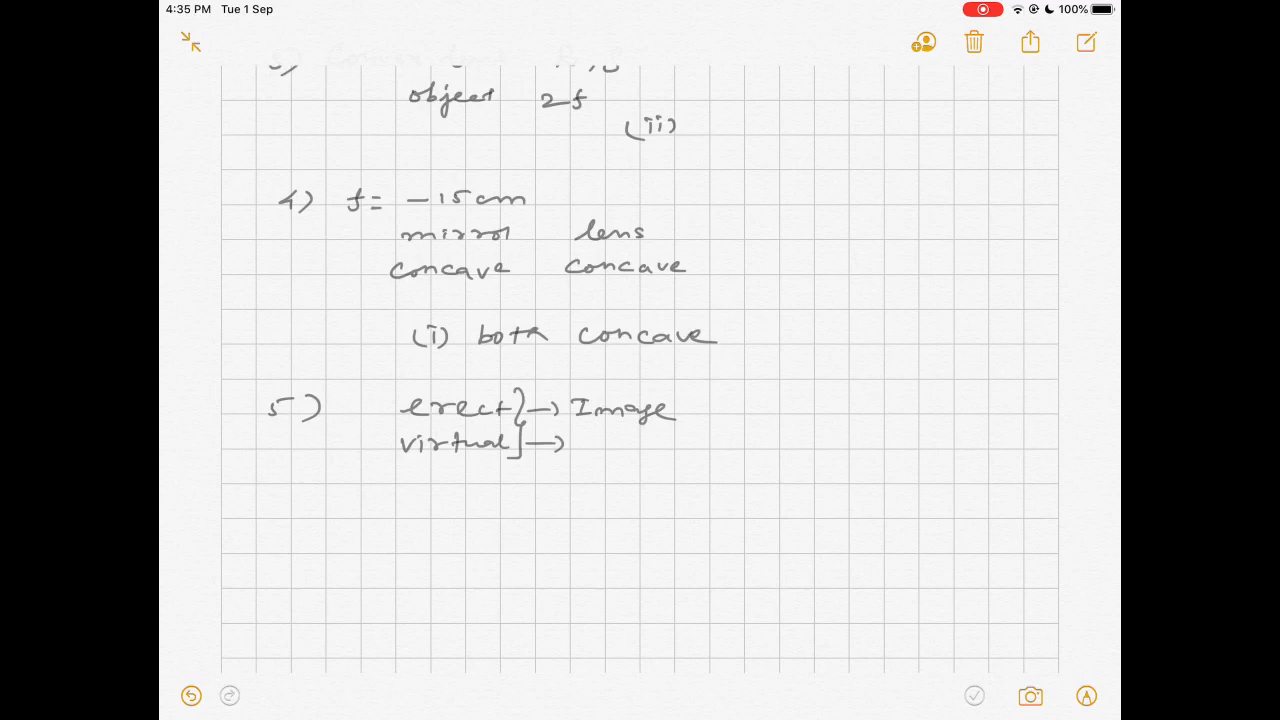 4:35 PM Tue 1 Sep 100%
object 2f
(ii)
4) f= -15cm
mirror lens
concave concave
(i) both concave
5) erect } → Image
virtual ] →